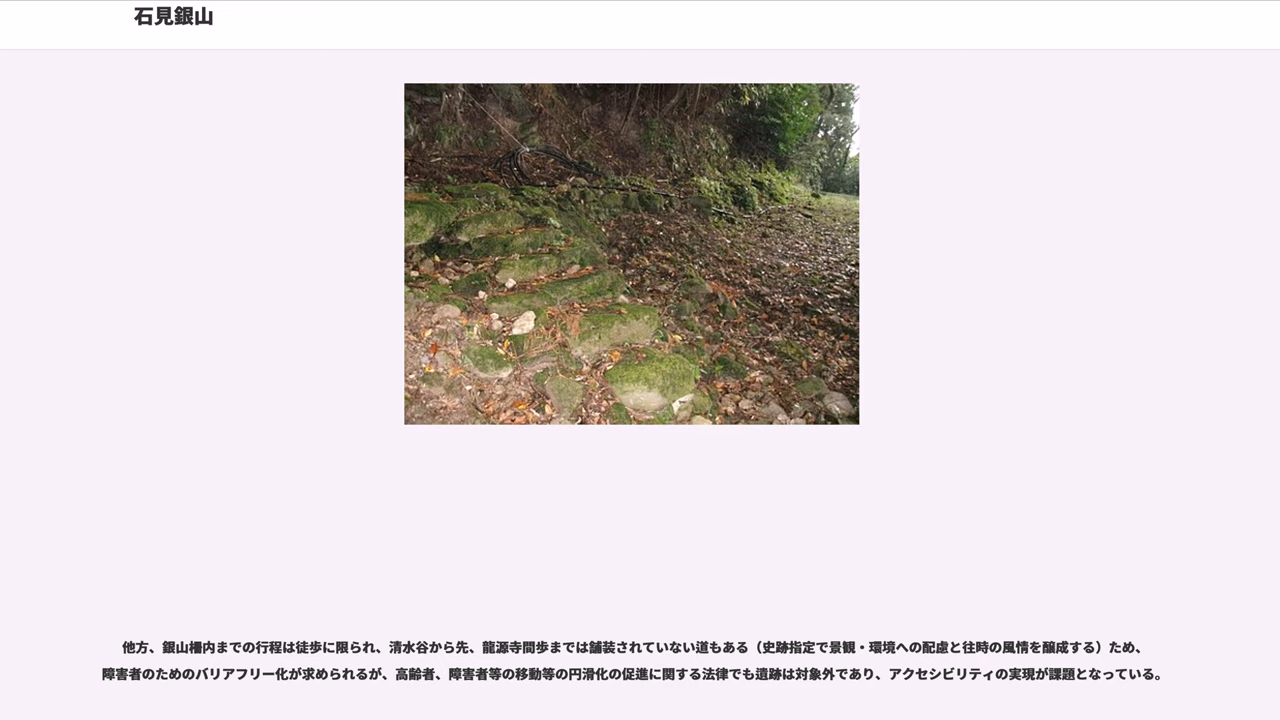 石見銀山
他方、銀山柵内までの行程は徒歩に限られ、清水谷から先、龍源寺間歩までは舗装されていない道もある（史跡指定で景観・環境への配慮と往時の風情を醸成する）ため、
障害者のためのバリアフリー化が求められるが、高齢者、障害者等の移動等の円滑化の促進に関する法律でも遺跡は対象外であり、アクセシビリティの実現が課題となっている。